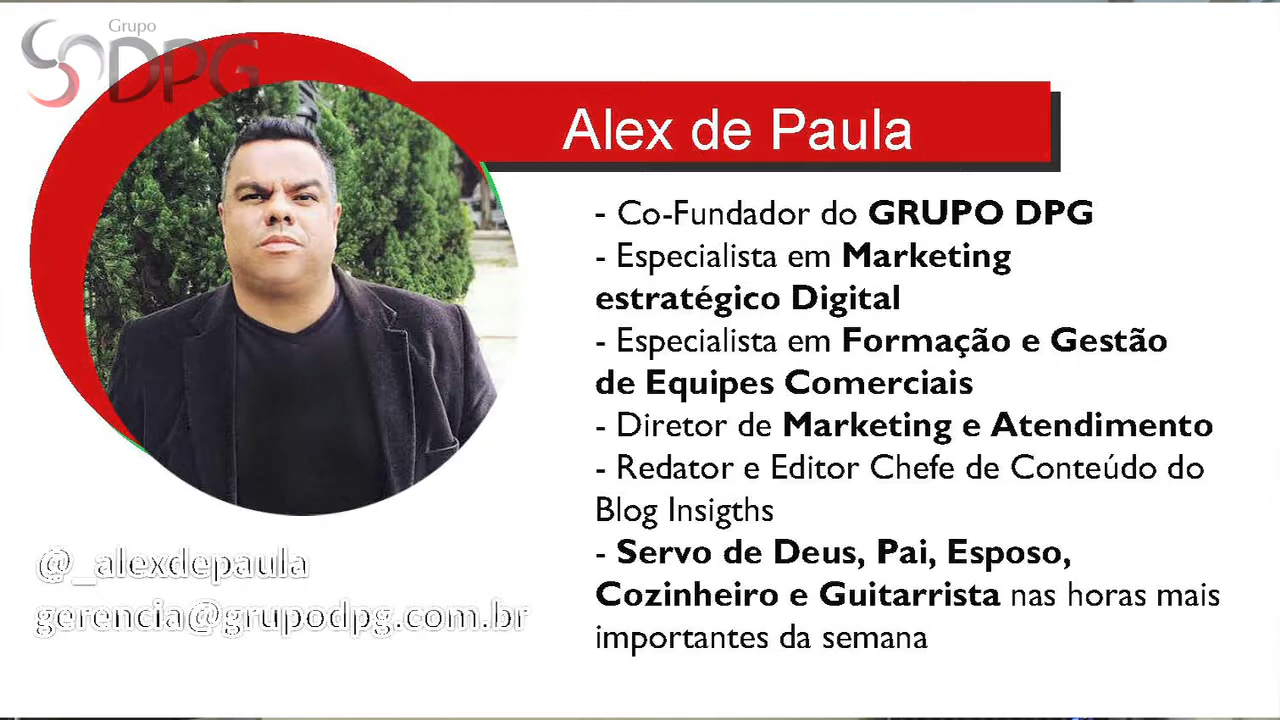 Grupo
DPG
Alex de Paula
- Co-Fundador do GRUPO DPG
- Especialista em Marketing
estratégico Digital
- Especialista em Formação e Gestão
de Equipes Comerciais
- Diretor de Marketing e Atendimento
- Redator e Editor Chefe de Conteúdo do
Blog Insigths
- Servo de Deus, Pai, Esposo,
Cozinheiro e Guitarrista nas horas mais
importantes da semana
@_alexdepaula
gerencia@grupodpg.com.br